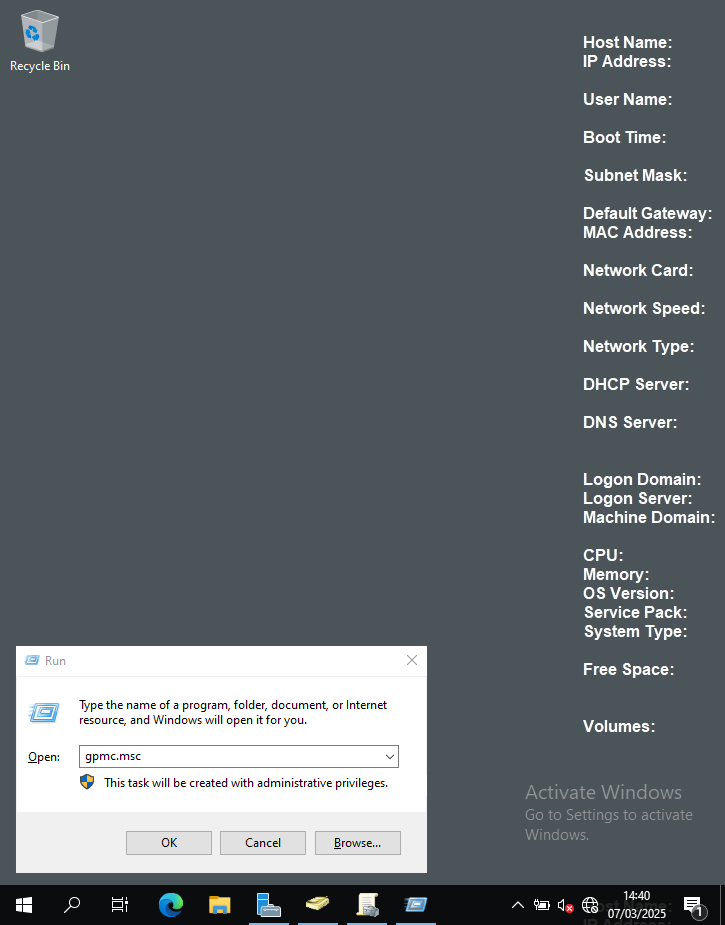 Recycle Bin
Host Name:
IP Address:
User Name:
Boot Time:
Subnet Mask:
Default Gateway:
MAC Address:
Network Card:
Network Speed:
Network Type:
DHCP Server:
DNS Server:
Logon Domain:
Logon Server:
Machine Domain:
CPU:
Memory:
OS Version:
Service Pack:
System Type:
Free Space:
Volumes:
Run
Type the name of a program, folder, document, or Internet
resource, and Windows will open it for you.
Open: gpmc.msc
This task will be created with administrative privileges.
OK Cancel Browse...
Activate Windows
Go to Settings to activate
Windows.
14:40
07/03/2025
1